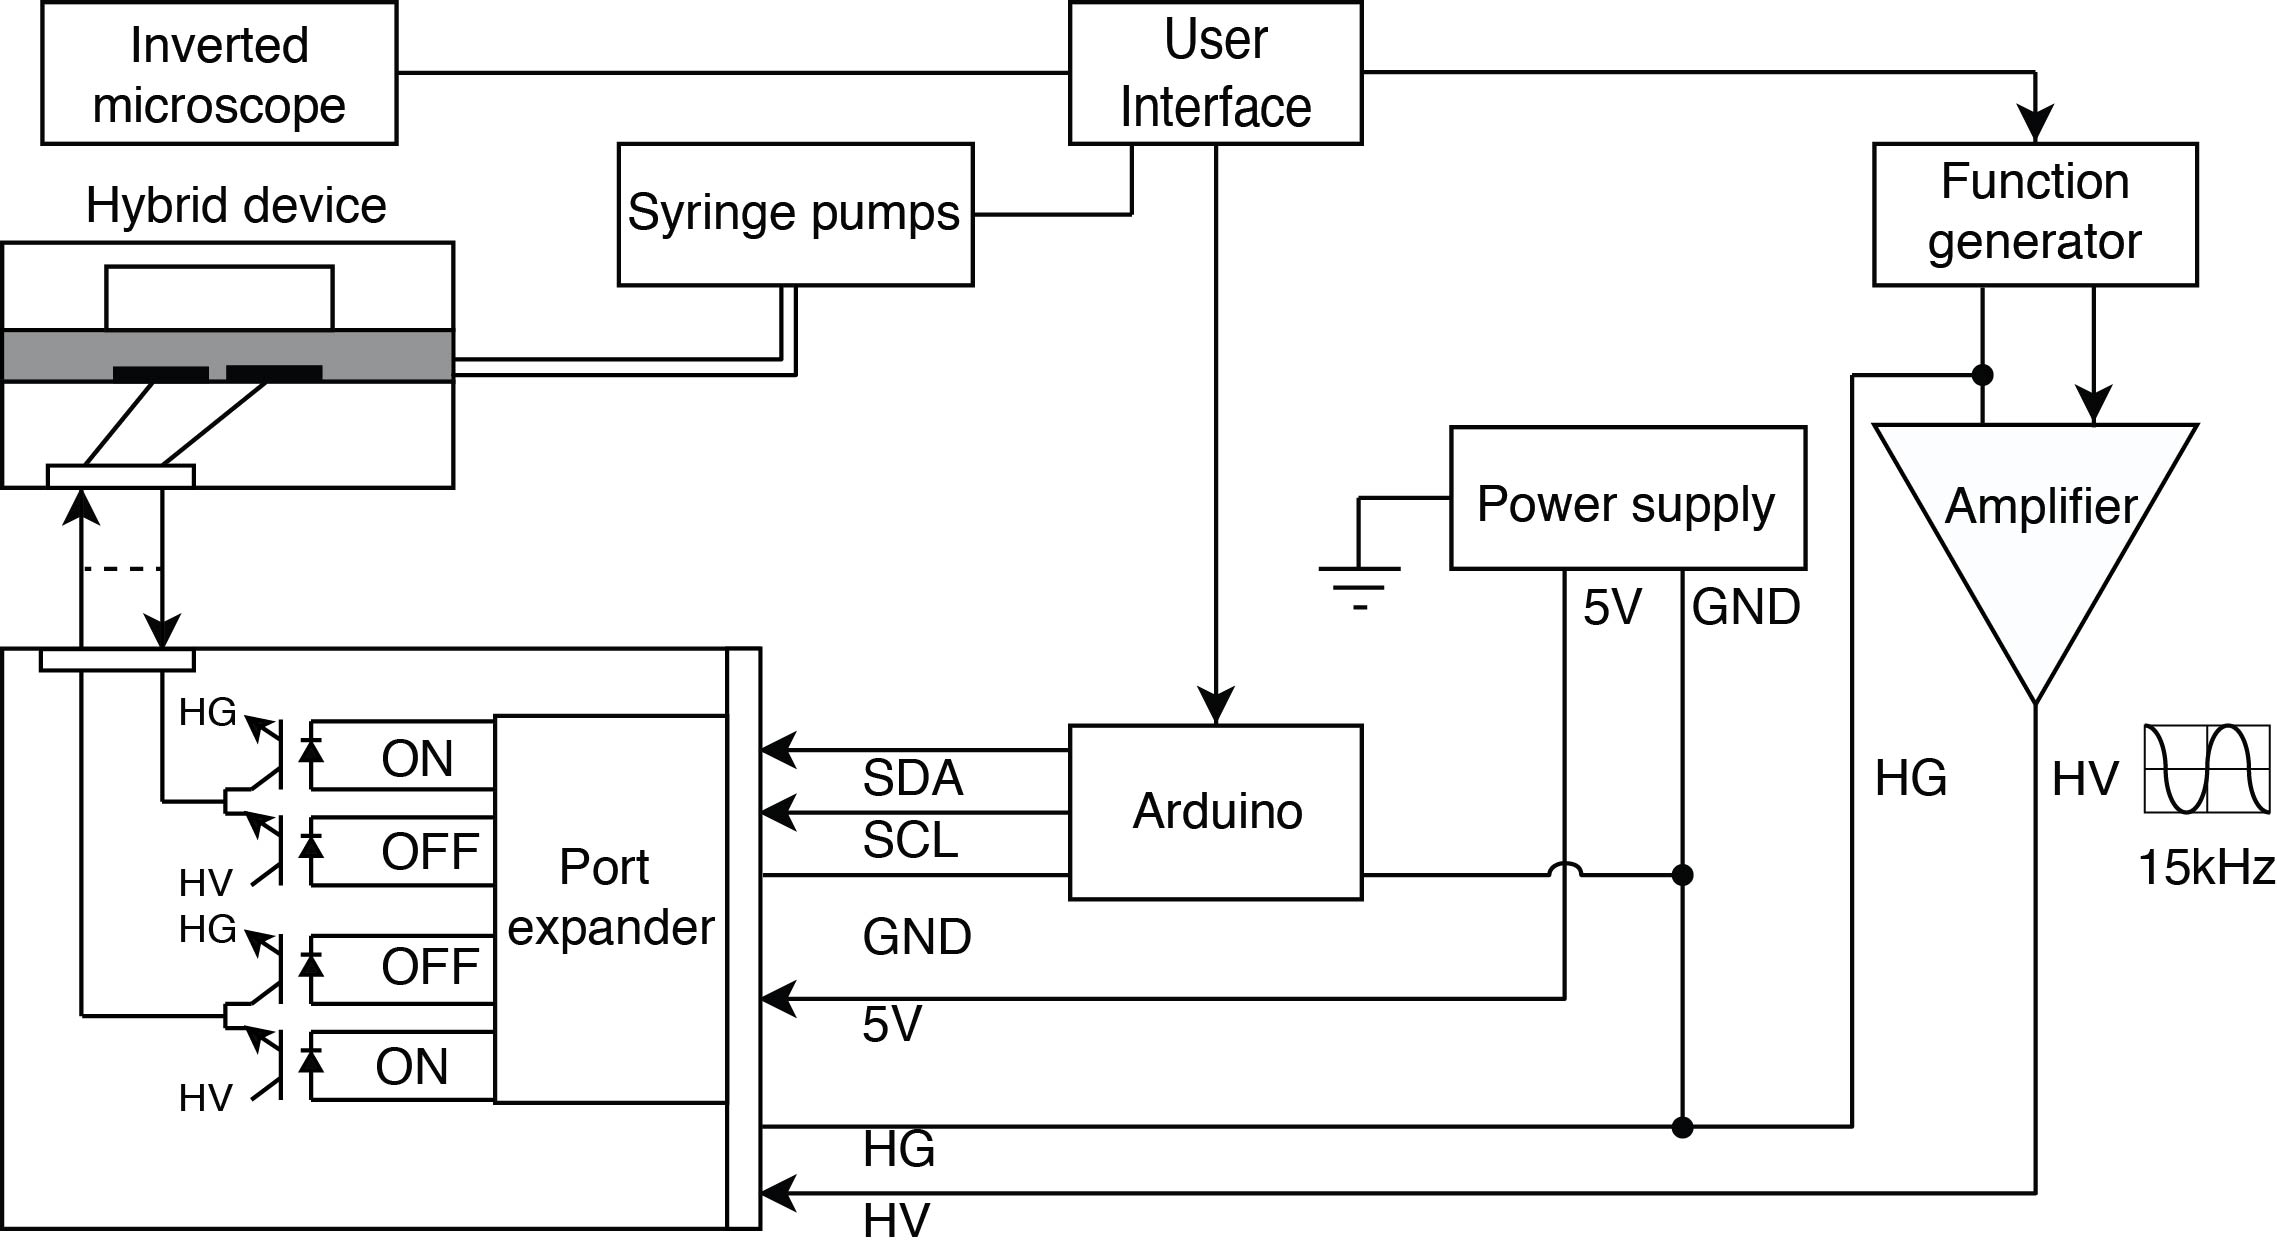 Inverted
microscope
User
Interface
Syringe pumps
Function
generator
Hybrid device
Power supply
Amplifier
5V
GND
HG
ON
OFF
HV
HG
OFF
ON
HV
Port
expander
SDA
SCL
GND
5V
HG
HV
Arduino
HG
HV
15kHz